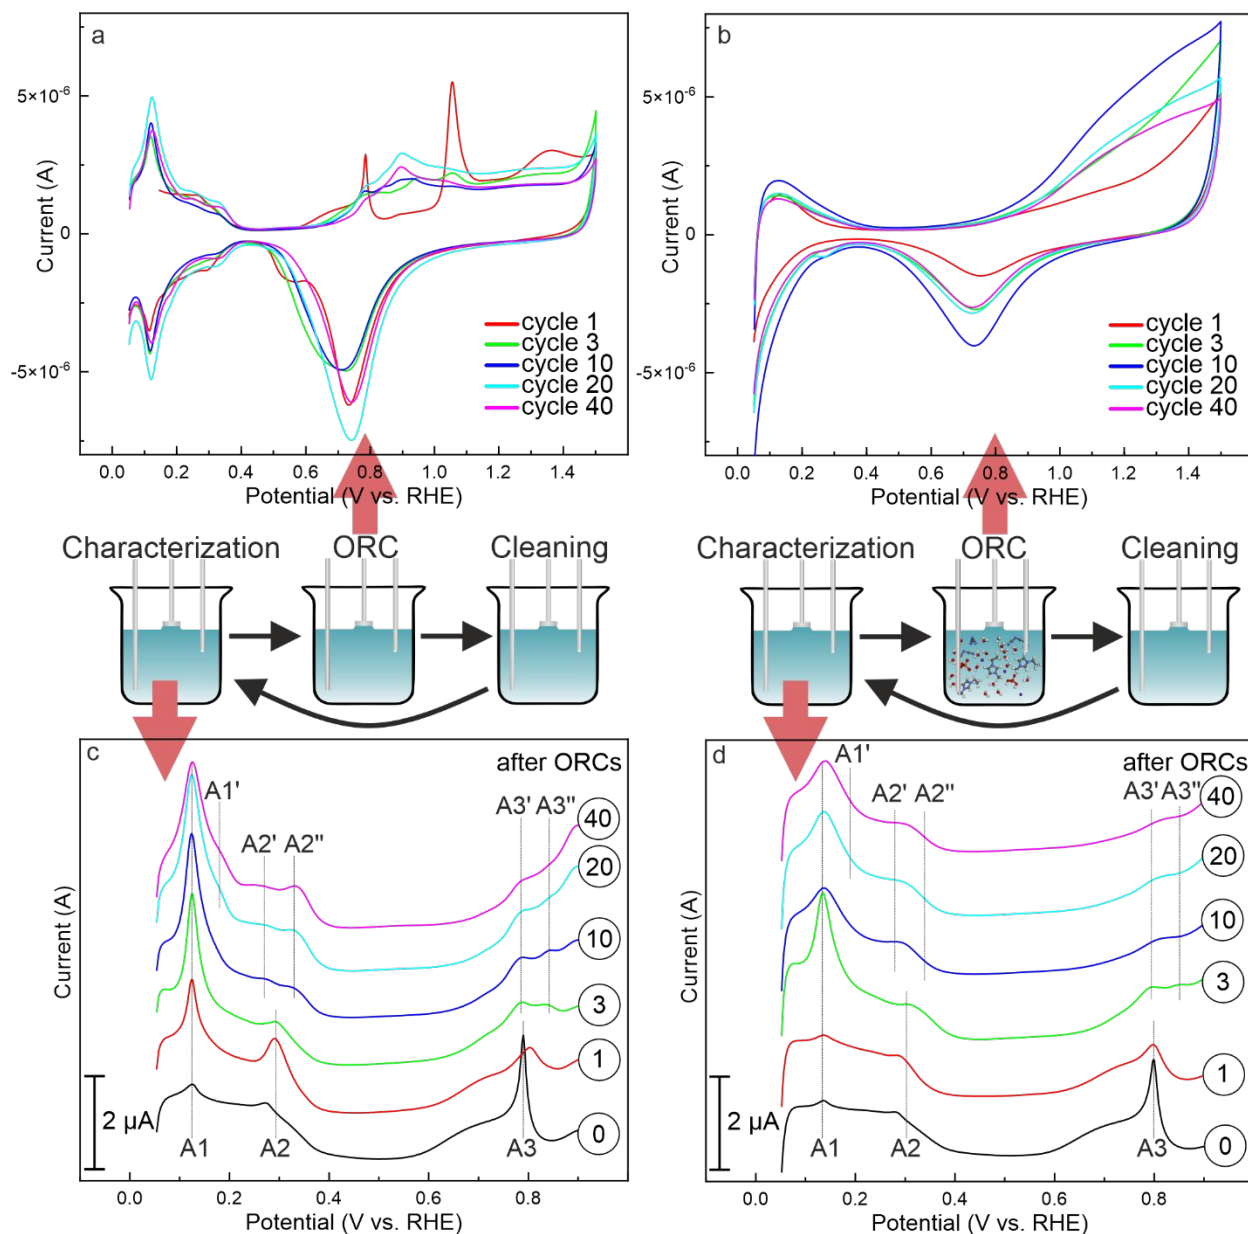 a
5×10⁻⁶
0
-5×10⁻⁶
Current (A)
cycle 1
cycle 3
cycle 10
cycle 20
cycle 40
0.0 0.2 0.4 0.6 0.8 1.0 1.2 1.4
Potential (V vs. RHE)
b
5×10⁻⁶
0
-5×10⁻⁶
Current (A)
cycle 1
cycle 3
cycle 10
cycle 20
cycle 40
0.0 0.2 0.4 0.6 0.8 1.0 1.2 1.4
Potential (V vs. RHE)
Characterization ORC Cleaning
Characterization ORC Cleaning
c
after ORCs
A1'
A2' A2''
A3' A3''
40
20
10
3
1
0
2 µA
A1 A2 A3
Current (A)
0.0 0.2 0.4 0.6 0.8
Potential (V vs. RHE)
d
after ORCs
A1'
A2' A2''
A3' A3''
40
20
10
3
1
0
2 µA
A1 A2 A3
Current (A)
0.0 0.2 0.4 0.6 0.8
Potential (V vs. RHE)